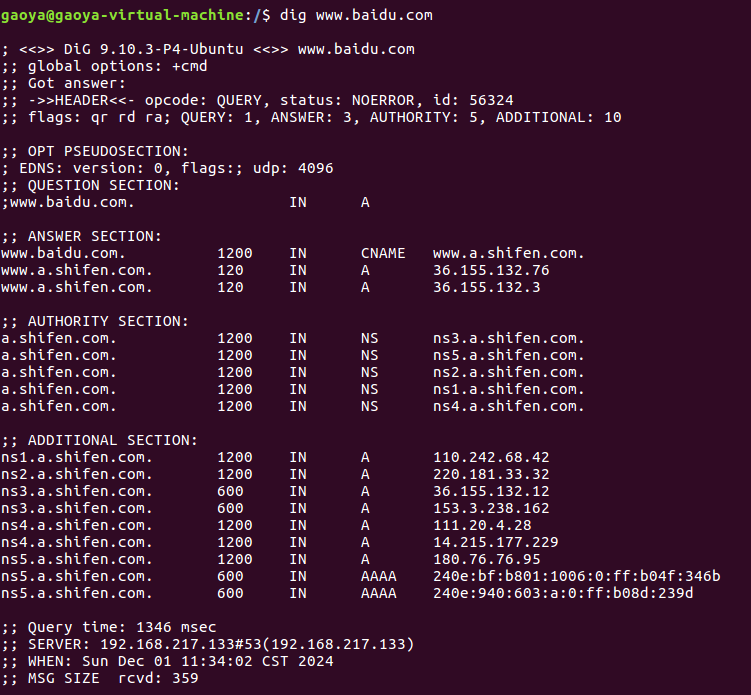 gaoya@gaoya-virtual-machine:/$ dig www.baidu.com

; <<>> DiG 9.10.3-P4-Ubuntu <<>> www.baidu.com
;; global options: +cmd
;; Got answer:
;; ->>HEADER<<- opcode: QUERY, status: NOERROR, id: 56324
;; flags: qr rd ra; QUERY: 1, ANSWER: 3, AUTHORITY: 5, ADDITIONAL: 10

;; OPT PSEUDOSECTION:
; EDNS: version: 0, flags:; udp: 4096
;; QUESTION SECTION:
;www.baidu.com.                 IN      A

;; ANSWER SECTION:
www.baidu.com.          1200    IN      CNAME   www.a.shifen.com.
www.a.shifen.com.       120     IN      A       36.155.132.76
www.a.shifen.com.       120     IN      A       36.155.132.3

;; AUTHORITY SECTION:
a.shifen.com.           1200    IN      NS      ns3.a.shifen.com.
a.shifen.com.           1200    IN      NS      ns5.a.shifen.com.
a.shifen.com.           1200    IN      NS      ns2.a.shifen.com.
a.shifen.com.           1200    IN      NS      ns1.a.shifen.com.
a.shifen.com.           1200    IN      NS      ns4.a.shifen.com.

;; ADDITIONAL SECTION:
ns1.a.shifen.com.       1200    IN      A       110.242.68.42
ns2.a.shifen.com.       1200    IN      A       220.181.33.32
ns3.a.shifen.com.       600     IN      A       36.155.132.12
ns3.a.shifen.com.       600     IN      A       153.3.238.162
ns4.a.shifen.com.       1200    IN      A       111.20.4.28
ns4.a.shifen.com.       1200    IN      A       14.215.177.229
ns5.a.shifen.com.       1200    IN      A       180.76.76.95
ns5.a.shifen.com.       600     IN      AAAA    240e:bf:b801:1006:0:ff:b04f:346b
ns5.a.shifen.com.       600     IN      AAAA    240e:940:603:a:0:ff:b08d:239d

;; Query time: 1346 msec
;; SERVER: 192.168.217.133#53(192.168.217.133)
;; WHEN: Sun Dec 01 11:34:02 CST 2024
;; MSG SIZE  rcvd: 359